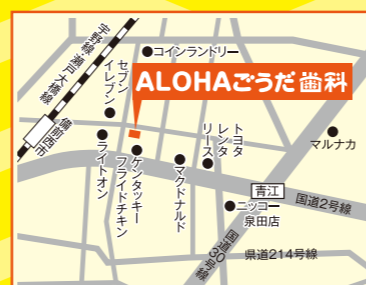 宇野線・瀬戸大橋線
備前西市
コインランドリー
セブン
イレブン
ALOHAごうだ歯科
ライトオン
ケンタッキー
フライドチキン
マクドナルド
トヨタ
レンタ
リース
マルナカ
青江
国道2号線
ニッコー
泉田店
国道30号線
県道214号線